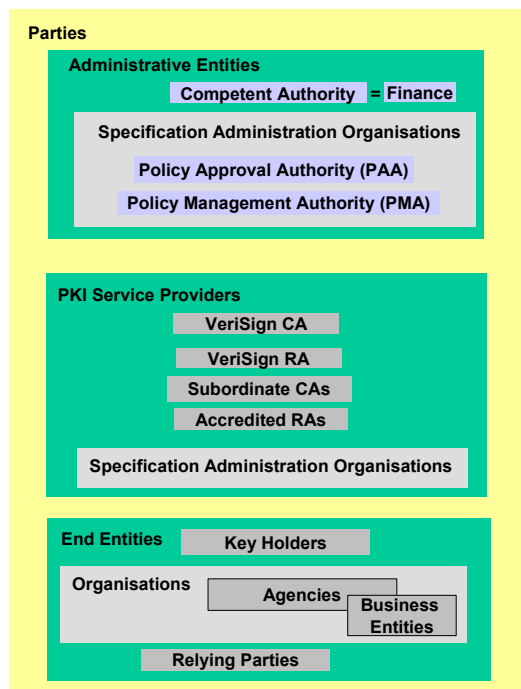 Parties
Administrative Entities
Competent Authority = Finance
Specification Administration Organisations
Policy Approval Authority (PAA)
Policy Management Authority (PMA)
PKI Service Providers
VeriSign CA
VeriSign RA
Subordinate CAs
Accredited RAs
Specification Administration Organisations
End Entities
Key Holders
Organisations
Agencies
Business
Entities
Relying Parties